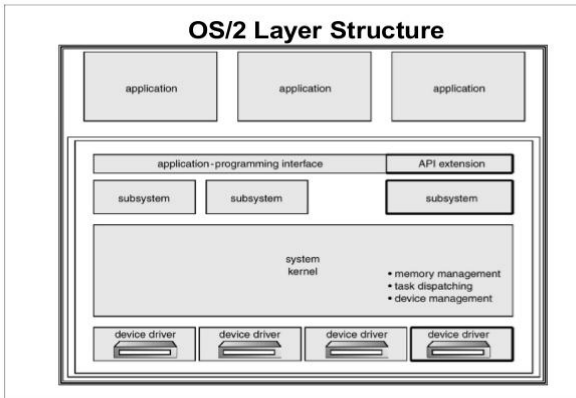 OS/2 Layer Structure
application
application
application
application-programming interface
API extension
subsystem
subsystem
subsystem
system
kernel
• memory management
• task dispatching
• device management
device driver
device driver
device driver
device driver